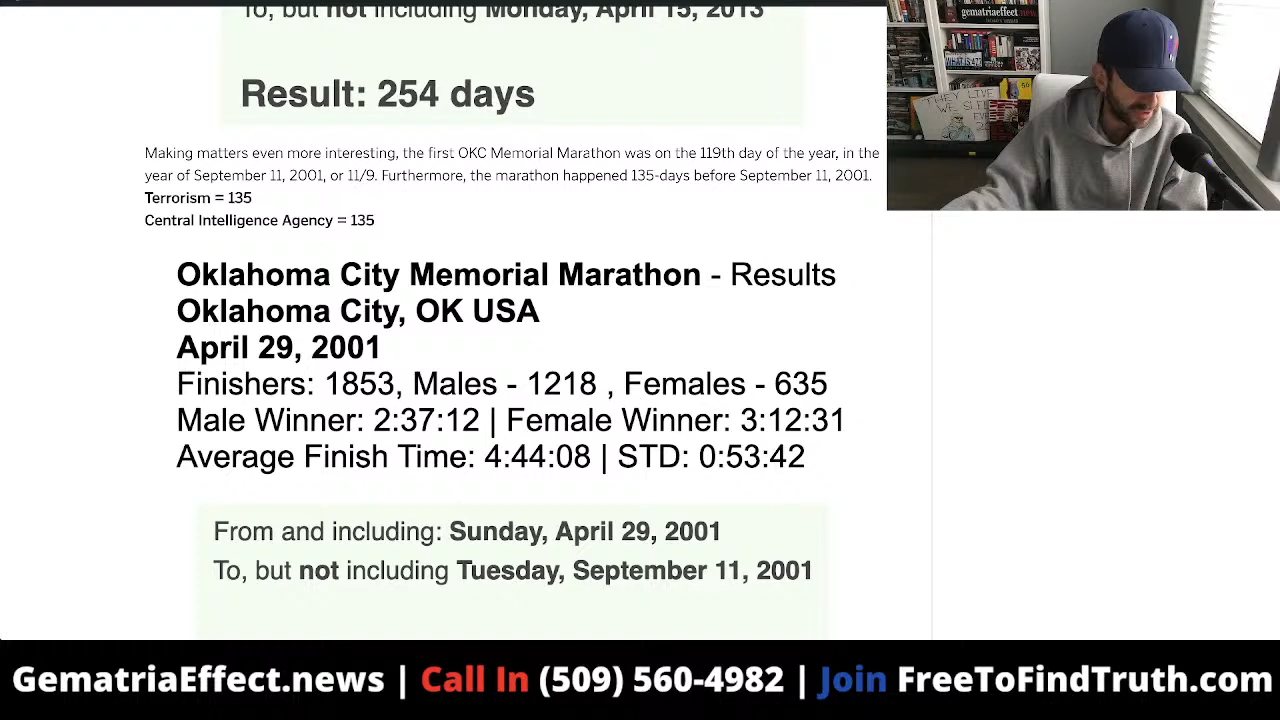 To, but not including Monday, April 15, 2013
Result: 254 days
gematriaeffect.news
THEY LIVE
WE SLEEP
Making matters even more interesting, the first OKC Memorial Marathon was on the 119th day of the year, in the
year of September 11, 2001, or 11/9. Furthermore, the marathon happened 135-days before September 11, 2001.
Terrorism = 135
Central Intelligence Agency = 135
Oklahoma City Memorial Marathon - Results
Oklahoma City, OK USA
April 29, 2001
Finishers: 1853, Males - 1218 , Females - 635
Male Winner: 2:37:12 | Female Winner: 3:12:31
Average Finish Time: 4:44:08 | STD: 0:53:42
From and including: Sunday, April 29, 2001
To, but not including Tuesday, September 11, 2001
GematriaEffect.news | Call In (509) 560-4982 | Join FreeToFindTruth.com